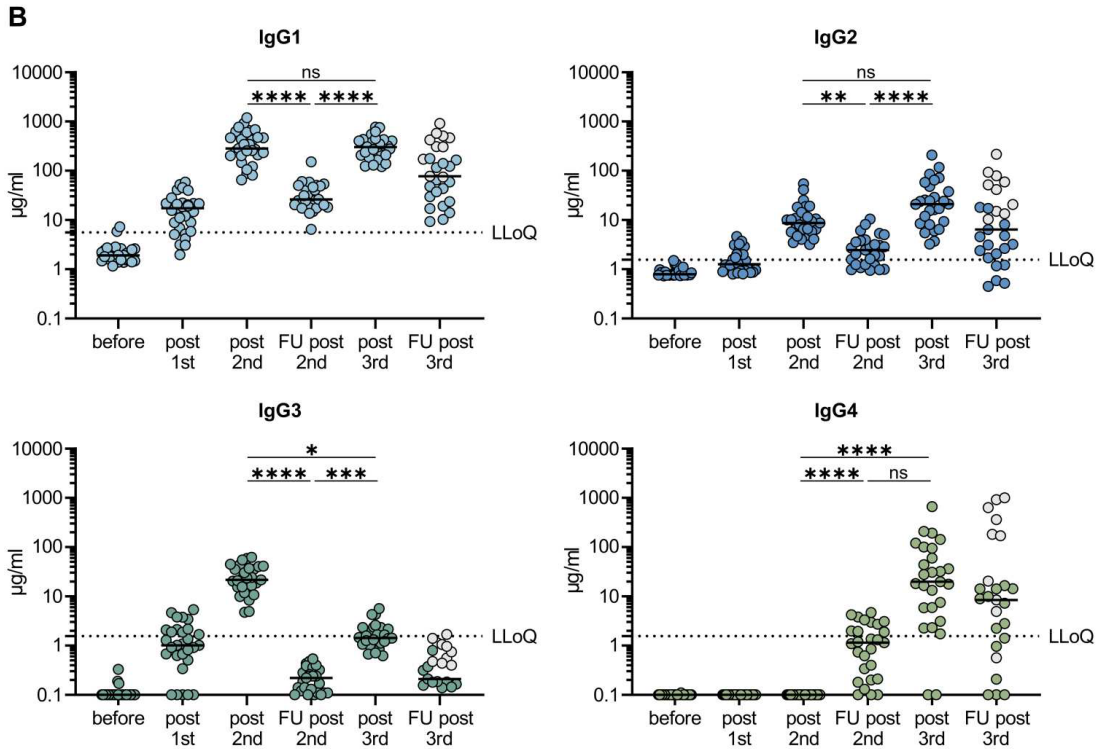 B
IgG1
10000
1000
100
10
1
0.1
µg/ml
ns
**** ****
LLoQ
before post 1st post 2nd FU post 2nd post 3rd FU post 3rd
IgG2
10000
1000
100
10
1
0.1
µg/ml
ns
** ****
LLoQ
before post 1st post 2nd FU post 2nd post 3rd FU post 3rd
IgG3
10000
1000
100
10
1
0.1
µg/ml
*
**** ***
LLoQ
before post 1st post 2nd FU post 2nd post 3rd FU post 3rd
IgG4
10000
1000
100
10
1
0.1
µg/ml
****
**** ns
LLoQ
before post 1st post 2nd FU post 2nd post 3rd FU post 3rd